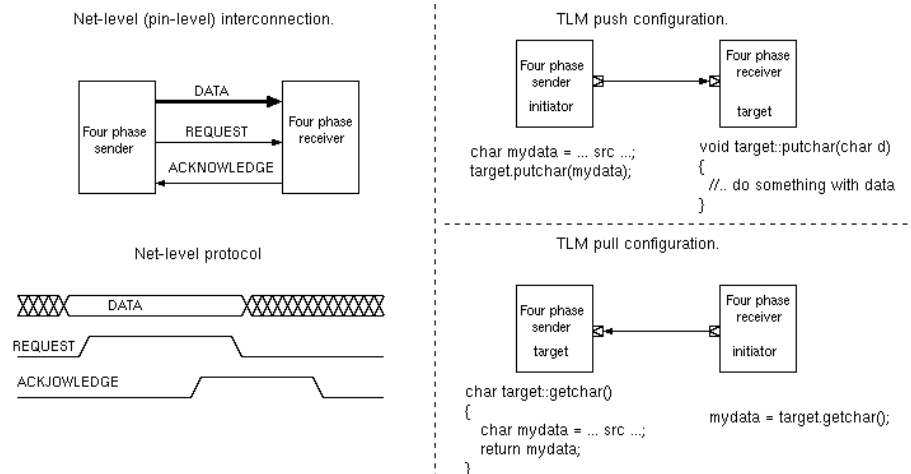 Net-level (pin-level) interconnection.
Four phase
sender
DATA
REQUEST
ACKNOWLEDGE
Four phase
receiver
Net-level protocol
DATA
REQUEST
ACKJOWLEDGE
TLM push configuration.
Four phase
sender
initiator
Four phase
receiver
target
char mydata = ... src ...;
target.putchar(mydata);
void target::putchar(char d)
{
//.. do something with data
}
TLM pull configuration.
Four phase
sender
target
Four phase
receiver
initiator
char target::getchar()
{
char mydata = ... src ...;
return mydata;
}
mydata = target.getchar();